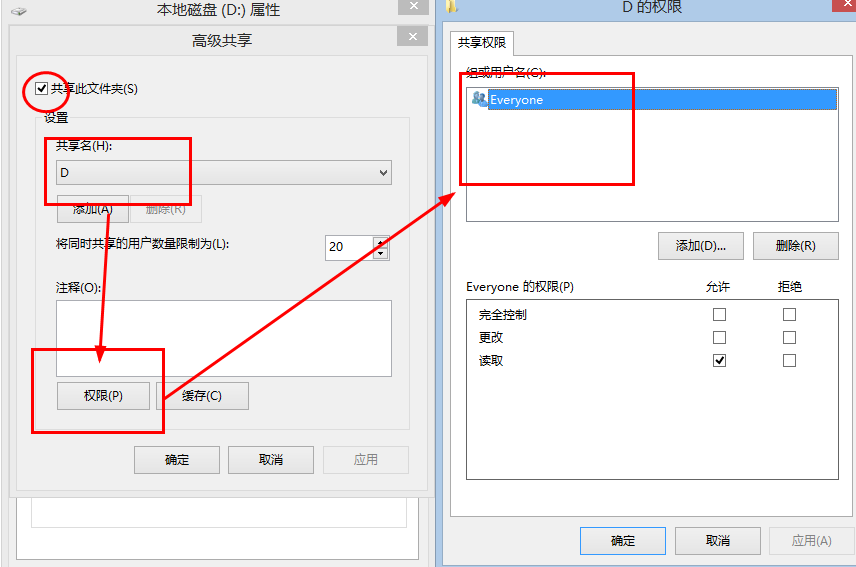 本地磁盘 (D:) 属性
高级共享
共享此文件夹(S)
设置
共享名(H):
D
添加(A)
删除(R)
将同时共享的用户数量限制为(L):
20
注释(O):
权限(P)
缓存(C)
确定
取消
应用
D 的权限
共享权限
组或用户名(G):
Everyone
添加(D)...
删除(R)
Everyone 的权限(P)
允许
拒绝
完全控制
更改
读取
确定
取消
应用(A)